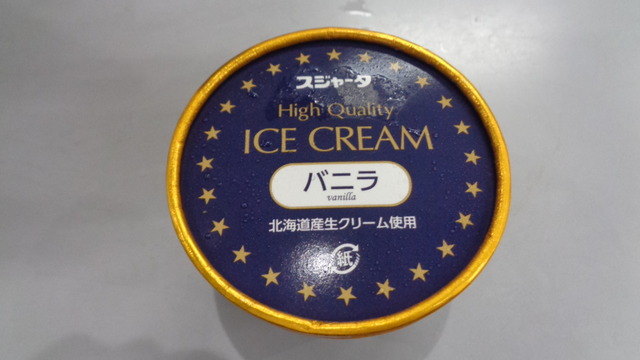 スジャータ
High Quality
ICE CREAM
バニラ
vanilla
北海道産生クリーム使用
紙